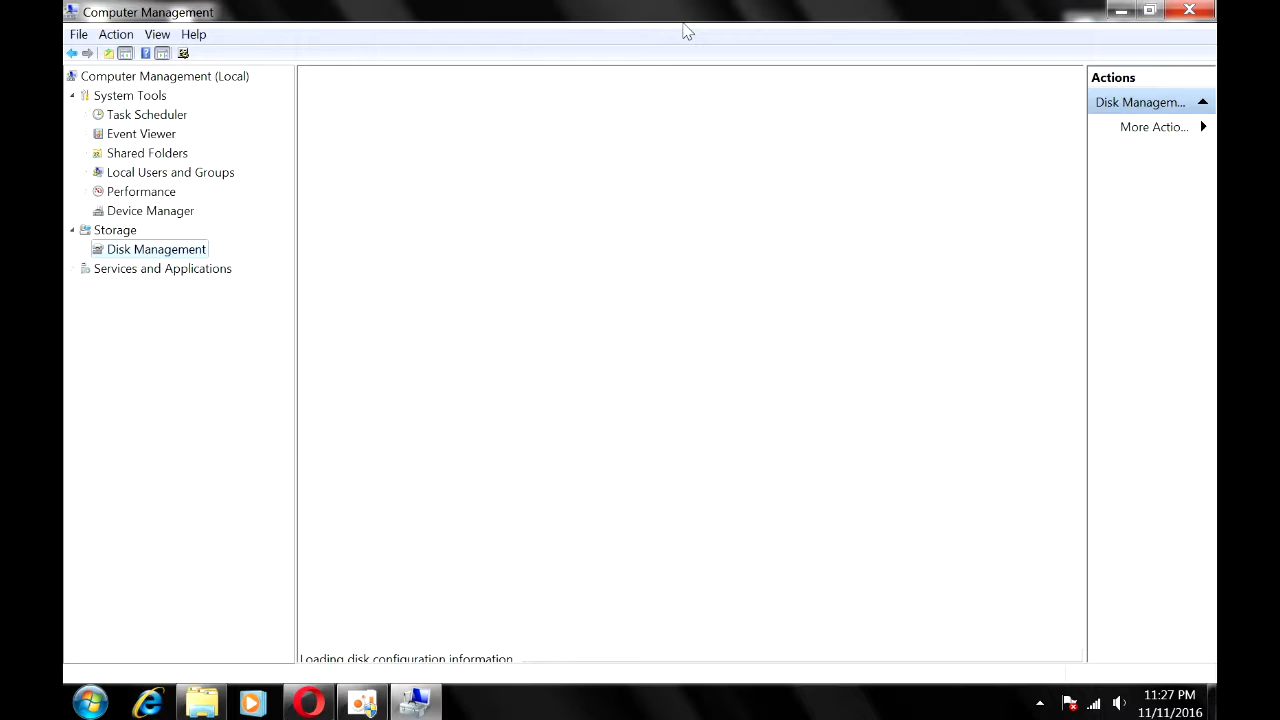 Computer Management
File Action View Help
Computer Management (Local)
System Tools
Task Scheduler
Event Viewer
Shared Folders
Local Users and Groups
Performance
Device Manager
Storage
Disk Management
Services and Applications
Loading disk configuration information
Actions
Disk Managem...
More Actio...
11:27 PM
11/11/2016